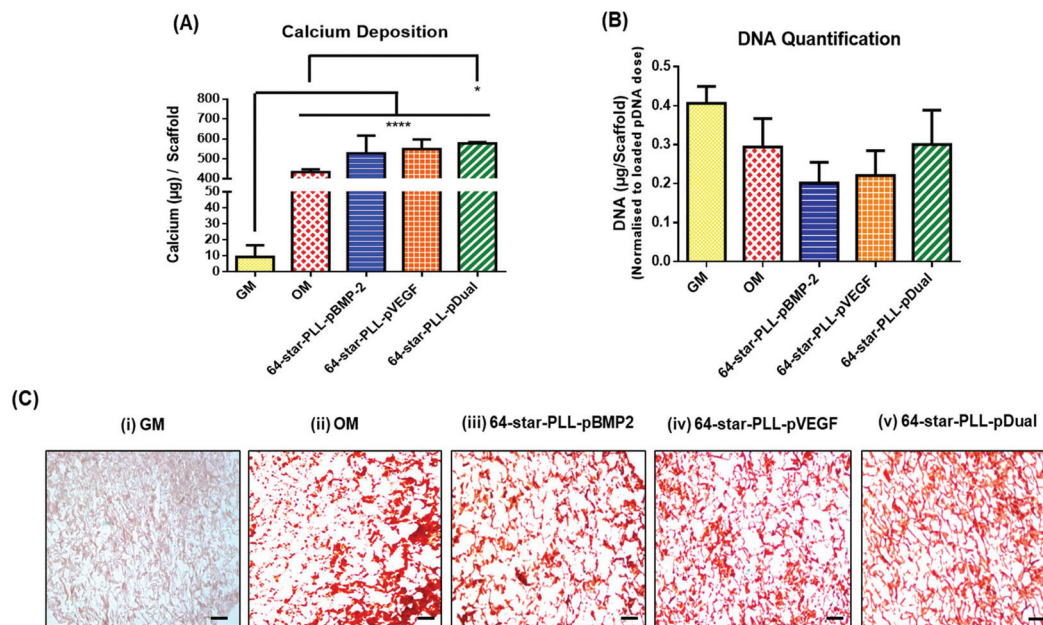 (A)
Calcium Deposition
*
****
Calcium (µg) / Scaffold
800
700
600
500
400
50
40
30
20
10
0
GM
OM
64-star-PLL-pBMP-2
64-star-PLL-pVEGF
64-star-PLL-pDual
(B)
DNA Quantification
DNA (µg/Scaffold)
(Normalised to loaded pDNA dose)
0.5
0.4
0.3
0.2
0.1
0.0
GM
OM
64-star-PLL-pBMP-2
64-star-PLL-pVEGF
64-star-PLL-pDual
(C)
(i) GM
(ii) OM
(iii) 64-star-PLL-pBMP2
(iv) 64-star-PLL-pVEGF
(v) 64-star-PLL-pDual